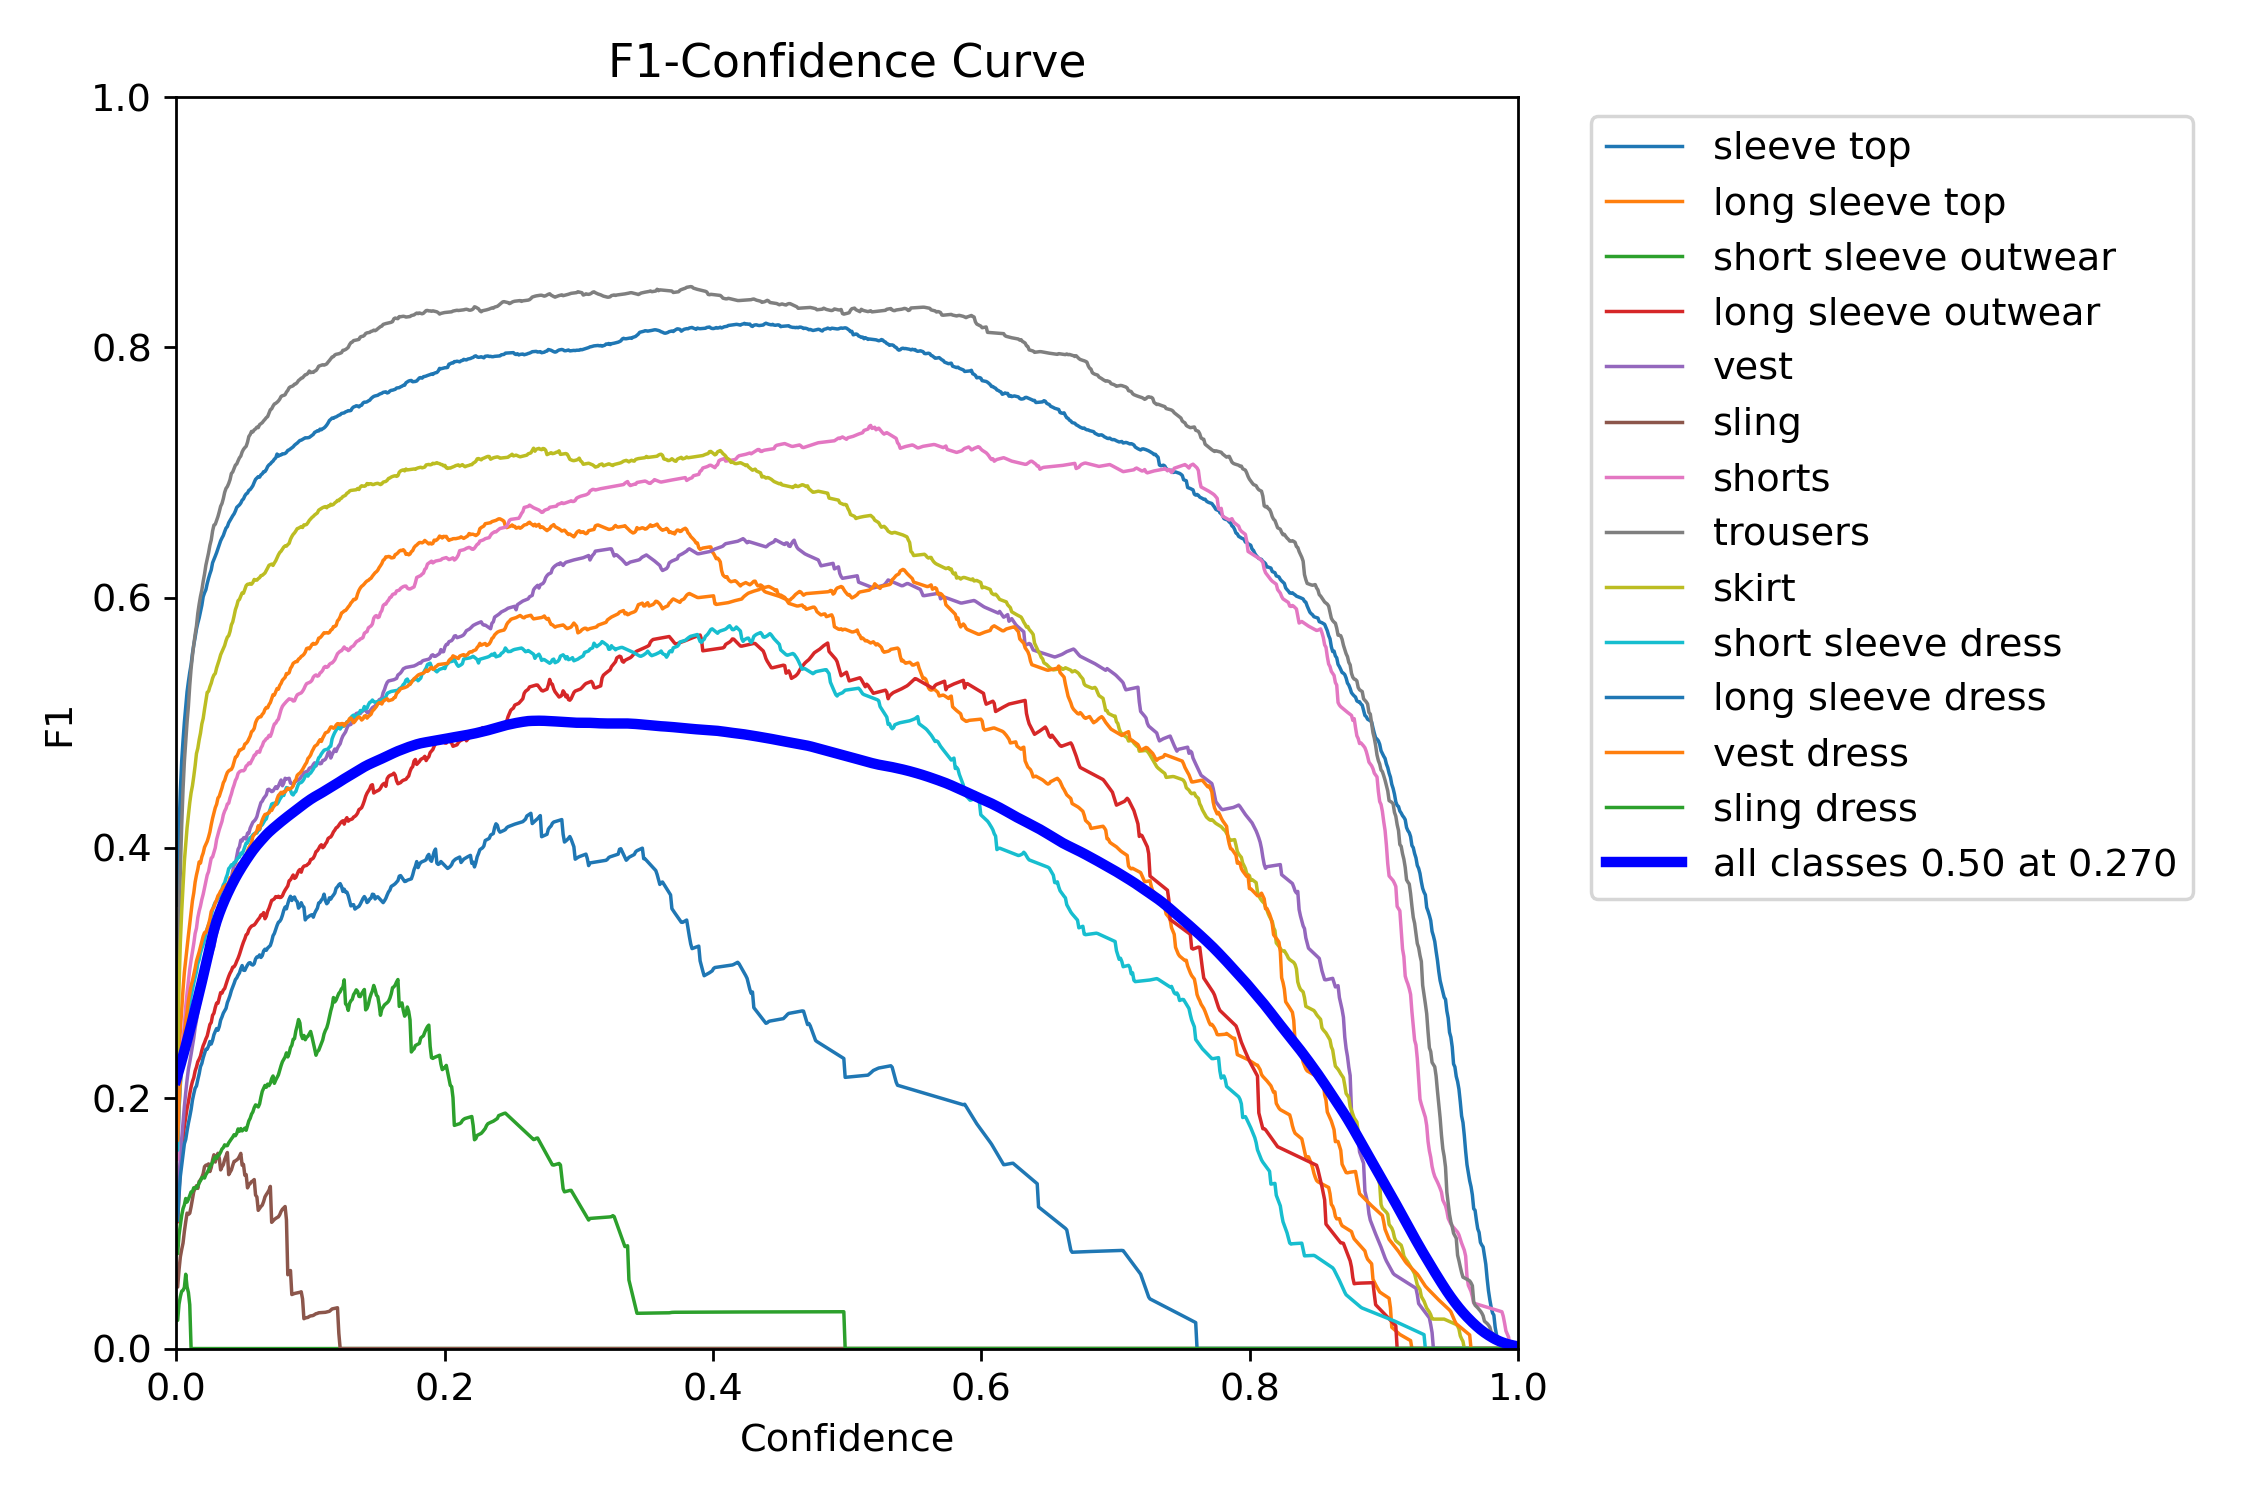 F1-Confidence Curve
1.0
0.8
0.6
0.4
0.2
0.0
F1
0.0 0.2 0.4 0.6 0.8 1.0
Confidence
sleeve top
long sleeve top
short sleeve outwear
long sleeve outwear
vest
sling
shorts
trousers
skirt
short sleeve dress
long sleeve dress
vest dress
sling dress
all classes 0.50 at 0.270